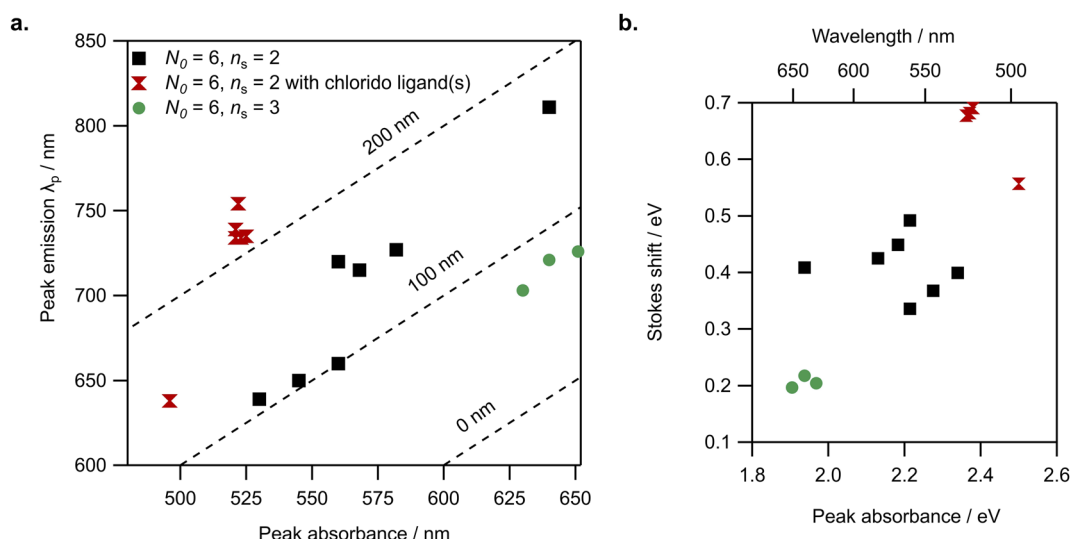 a.
850
800
750
700
650
600
Peak emission λp / nm
N0 = 6, ns = 2
N0 = 6, ns = 2 with chlorido ligand(s)
N0 = 6, ns = 3
200 nm
100 nm
0 nm
500 525 550 575 600 625 650
Peak absorbance / nm
b.
Wavelength / nm
650 600 550 500
0.7
0.6
0.5
0.4
0.3
0.2
0.1
Stokes shift / eV
1.8 2.0 2.2 2.4 2.6
Peak absorbance / eV